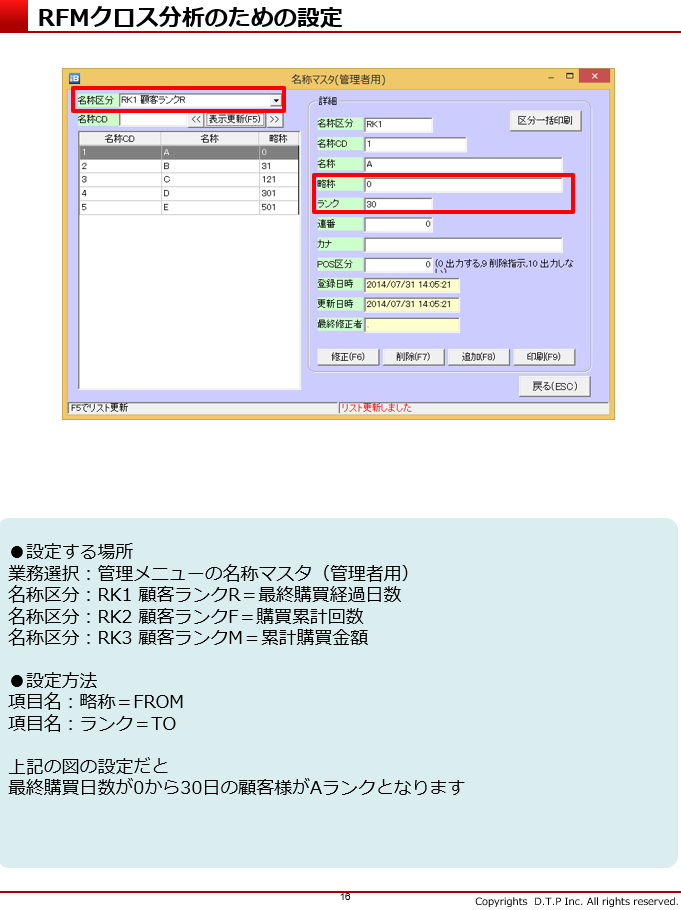 RFMクロス分析のための設定
名称マスタ(管理者用)
名称区分 RK1 顧客ランクR
名称CD << 表示更新(F5) >>
名称CD 名称 略称
1 A 0
2 B 31
3 C 121
4 D 301
5 E 501
詳細
名称区分 RK1 区分一括印刷
名称CD 1
名称 A
略称 0
ランク 30
連番 0
カナ
POS区分 0 (0 出力する,9 削除指示,10 出力しない)
登録日時 2014/07/31 14:05:21
更新日時 2014/07/31 14:05:21
最終修正者 .
修正(F6) 削除(F7) 追加(F8) 印刷(F9)
戻る(ESC)
F5でリスト更新 リスト更新しました
●設定する場所
業務選択：管理メニューの名称マスタ（管理者用）
名称区分：RK1 顧客ランクR＝最終購買経過日数
名称区分：RK2 顧客ランクF＝購買累計回数
名称区分：RK3 顧客ランクM＝累計購買金額
●設定方法
項目名：略称＝FROM
項目名：ランク＝TO
上記の図の設定だと
最終購買日数が0から30日の顧客様がAランクとなります
16
Copyrights D.T.P Inc. All rights reserved.